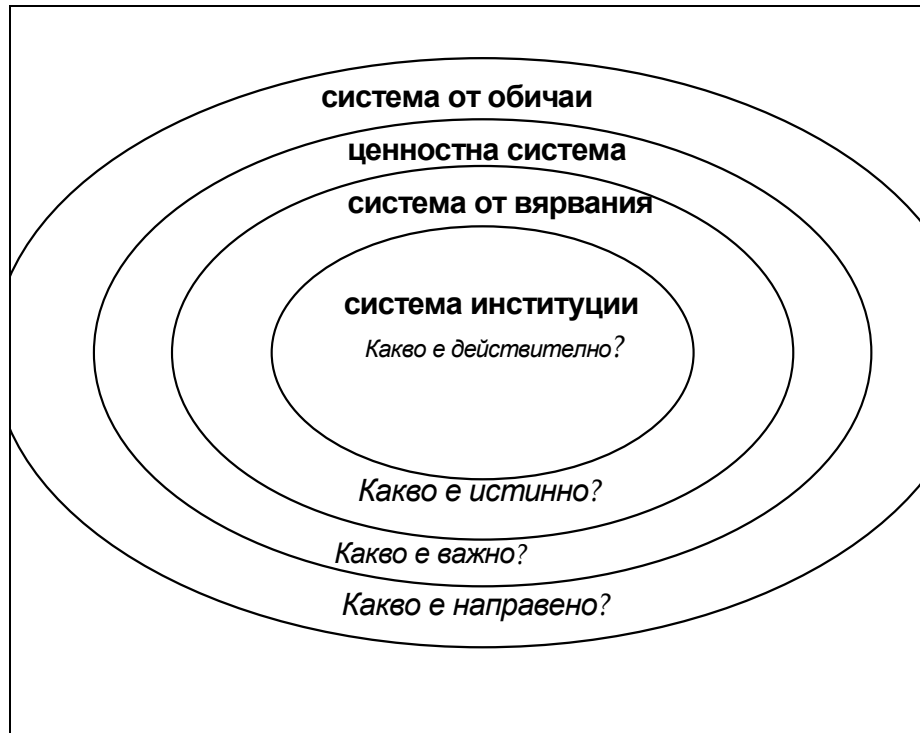 система от обичаи
ценностна система
система от вярвания
система институции
Какво е действително?
Какво е истинно?
Какво е важно?
Какво е направено?